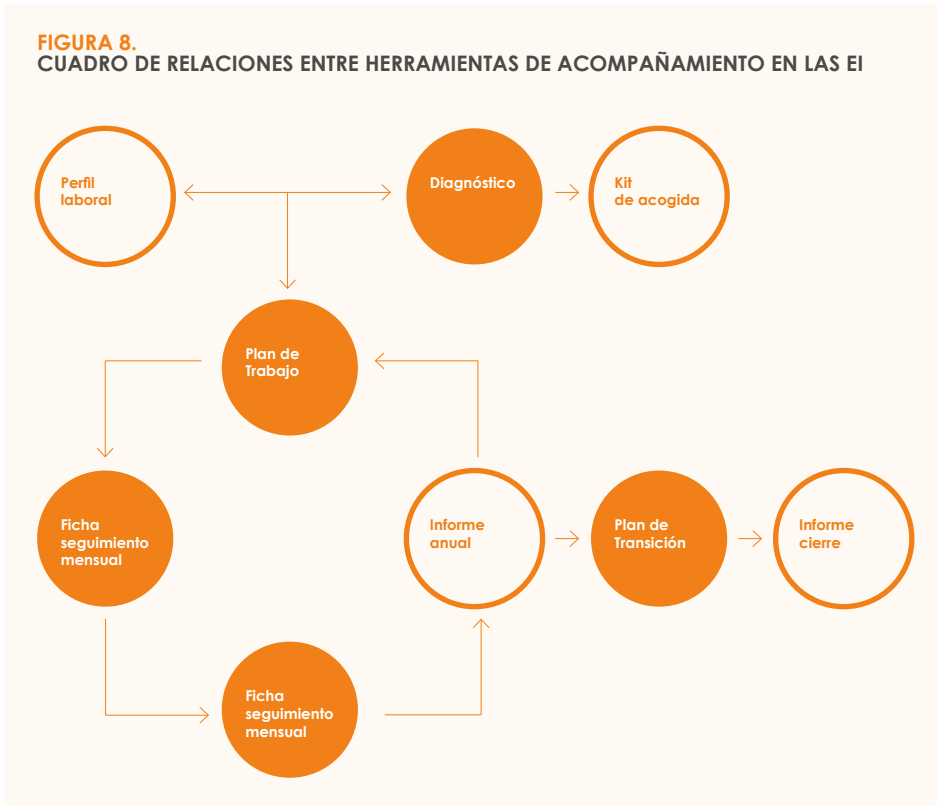 FIGURA 8.
CUADRO DE RELACIONES ENTRE HERRAMIENTAS DE ACOMPAÑAMIENTO EN LAS EI
Perfil
laboral
Diagnóstico
Kit
de acogida
Plan de
Trabajo
Ficha
seguimiento
mensual
Informe
anual
Plan de
Transición
Informe
cierre
Ficha
seguimiento
mensual